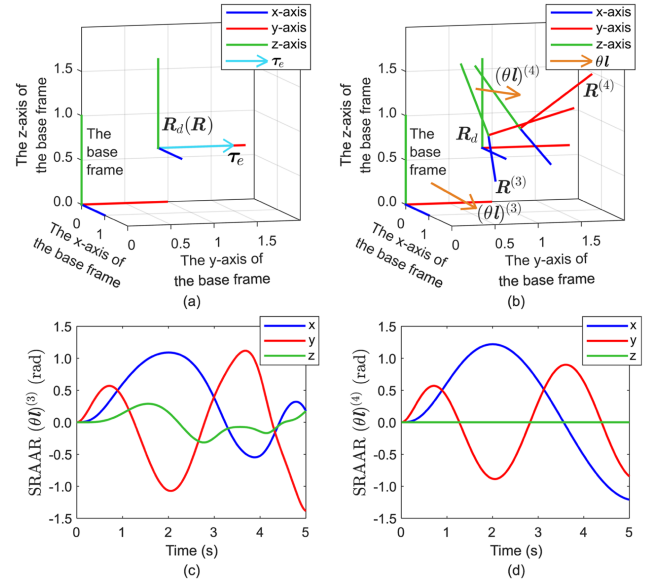 (a)
x-axis
y-axis
z-axis
τₑ
The z-axis of
the base frame
1.5
1.0
0.5
0.0
The
base
frame
R_d(R)
τₑ
0
1
0
0.5
1
1.5
The x-axis of
the base frame
The y-axis of
the base frame
(a)
(b)
x-axis
y-axis
z-axis
θl
The z-axis of
the base frame
1.5
1.0
0.5
0.0
The
base
frame
(θl)⁽⁴⁾
R⁽⁴⁾
R_d
R⁽³⁾
(θl)⁽³⁾
0
1
0
0.5
1
1.5
The x-axis of
the base frame
The y-axis of
the base frame
(b)
x
y
z
SRAAR (θl)⁽³⁾ (rad)
1.5
1.0
0.5
0.0
-0.5
-1.0
-1.5
0 1 2 3 4 5
Time (s)
(c)
x
y
z
SRAAR (θl)⁽⁴⁾ (rad)
1.5
1.0
0.5
0.0
-0.5
-1.0
-1.5
0 1 2 3 4 5
Time (s)
(d)